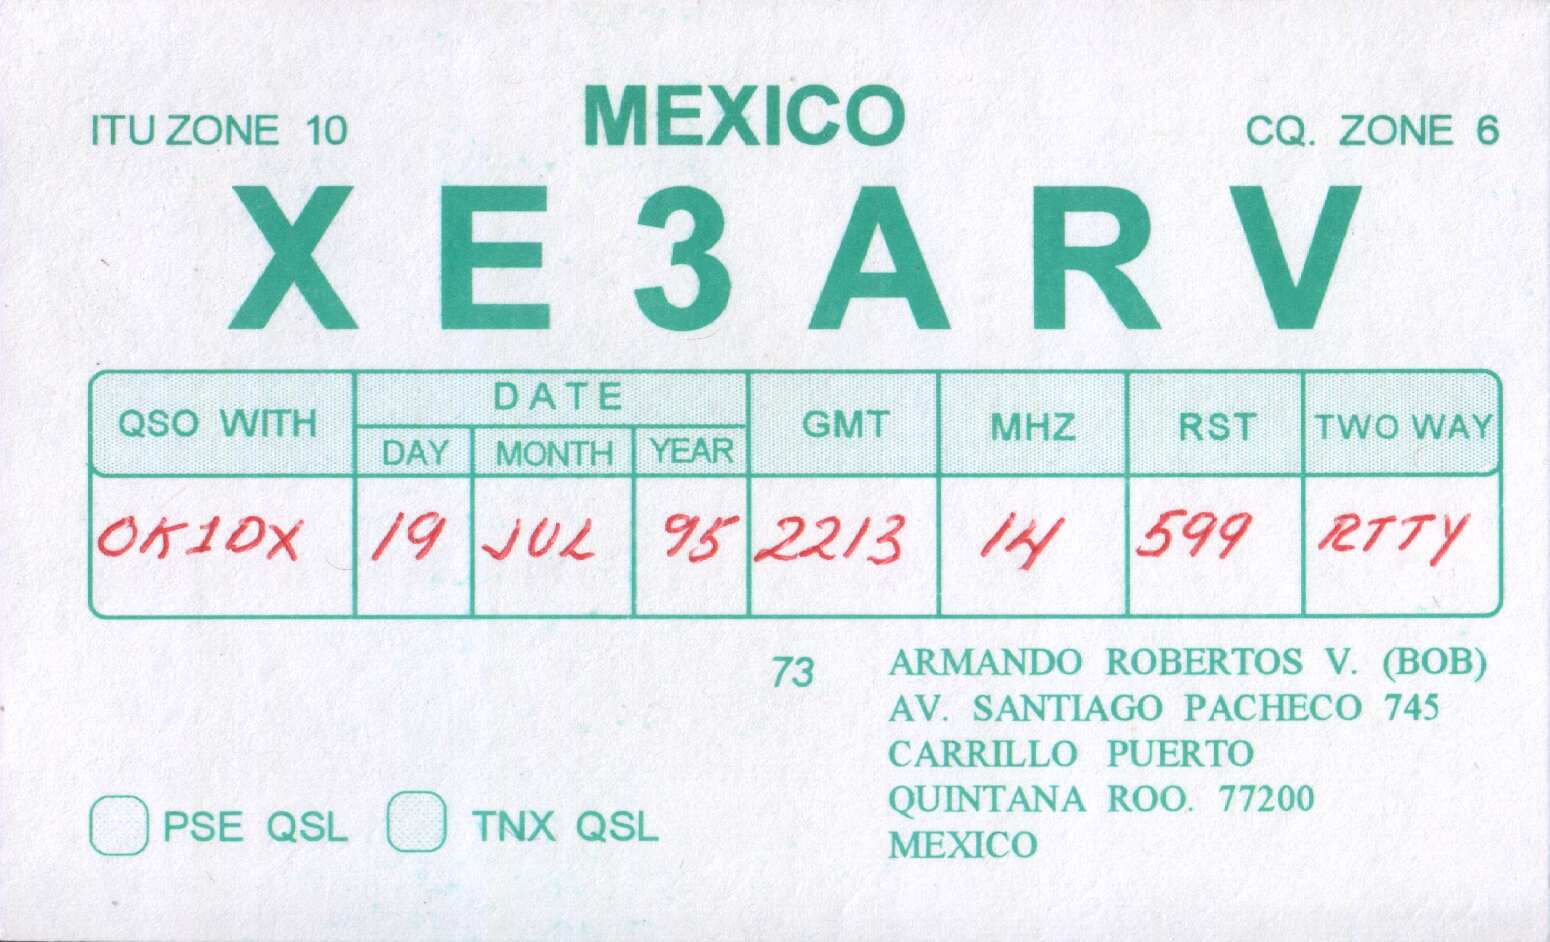 MEXICO
ITU ZONE 10
CQ. ZONE 6
XE3ARV
QSO WITH DATE GMT MHZ RST TWO WAY
DAY MONTH YEAR
OK1DX 19 JUL 95 2213 14 599 RTTY
73 ARMANDO ROBERTOS V. (BOB)
AV. SANTIAGO PACHECO 745
CARRILLO PUERTO
QUINTANA ROO. 77200
PSE QSL TNX QSL
MEXICO